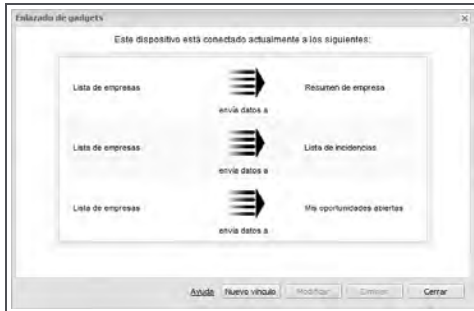 Enlazado de gadgets
Este dispositivo está conectado actualmente a los siguientes:
Lista de empresas envía datos a Resumen de empresa
Lista de empresas envía datos a Lista de incidencias
Lista de empresas envía datos a Mis oportunidades abiertas
Ayuda Nuevo vínculo Modificar Eliminar Cerrar